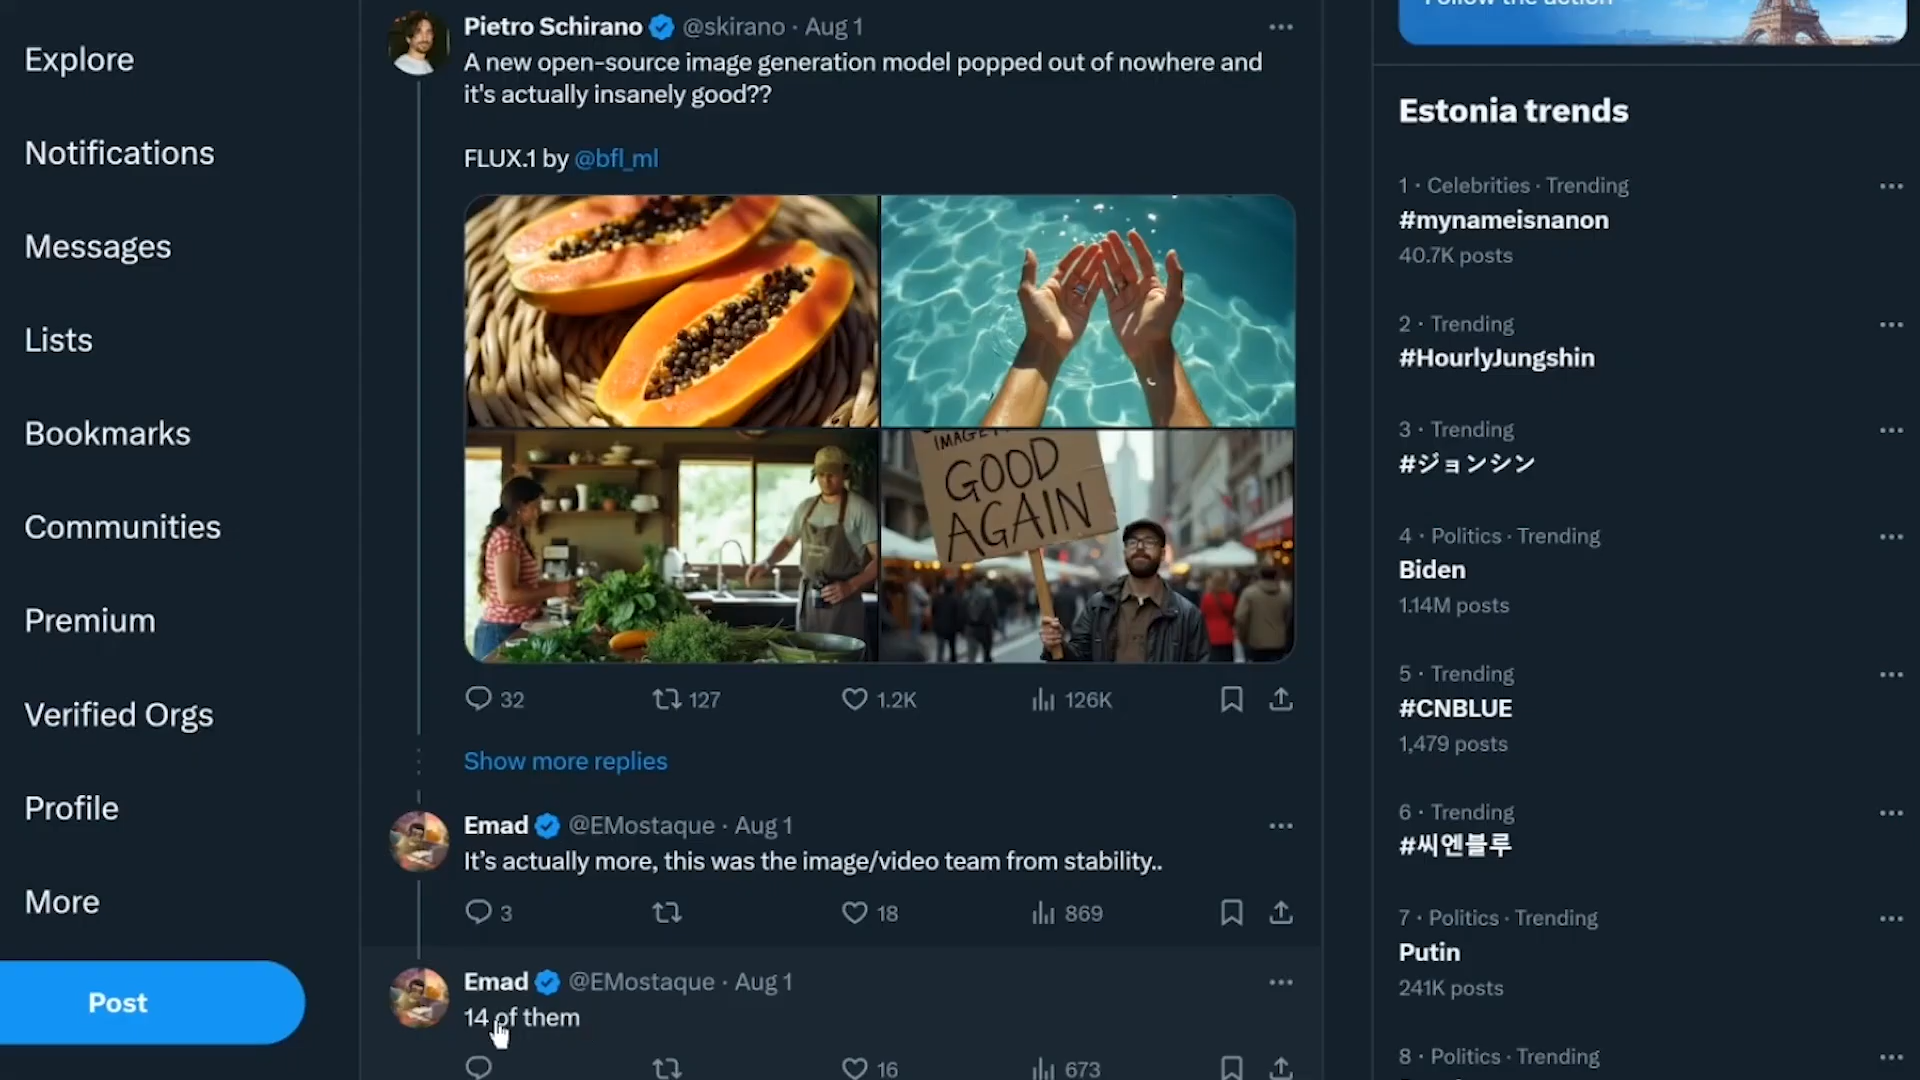 Explore
Notifications
Messages
Lists
Bookmarks
Communities
Premium
Verified Orgs
Profile
More
Post
Pietro Schirano @skirano · Aug 1
A new open-source image generation model popped out of nowhere and
it's actually insanely good??
FLUX.1 by @bfl_ml
GOOD
AGAIN
32 127 1.2K 126K
Show more replies
Emad @EMostaque · Aug 1
It's actually more, this was the image/video team from stability..
3 18 869
Emad @EMostaque · Aug 1
14 of them
16 673
Follow the action
Estonia trends
1 · Celebrities · Trending
#mynameisnanon
40.7K posts
2 · Trending
#HourlyJungshin
3 · Trending
#ジョンシン
4 · Politics · Trending
Biden
1.14M posts
5 · Trending
#CNBLUE
1,479 posts
6 · Trending
#씨엔블루
7 · Politics · Trending
Putin
241K posts
8 · Politics · Trending